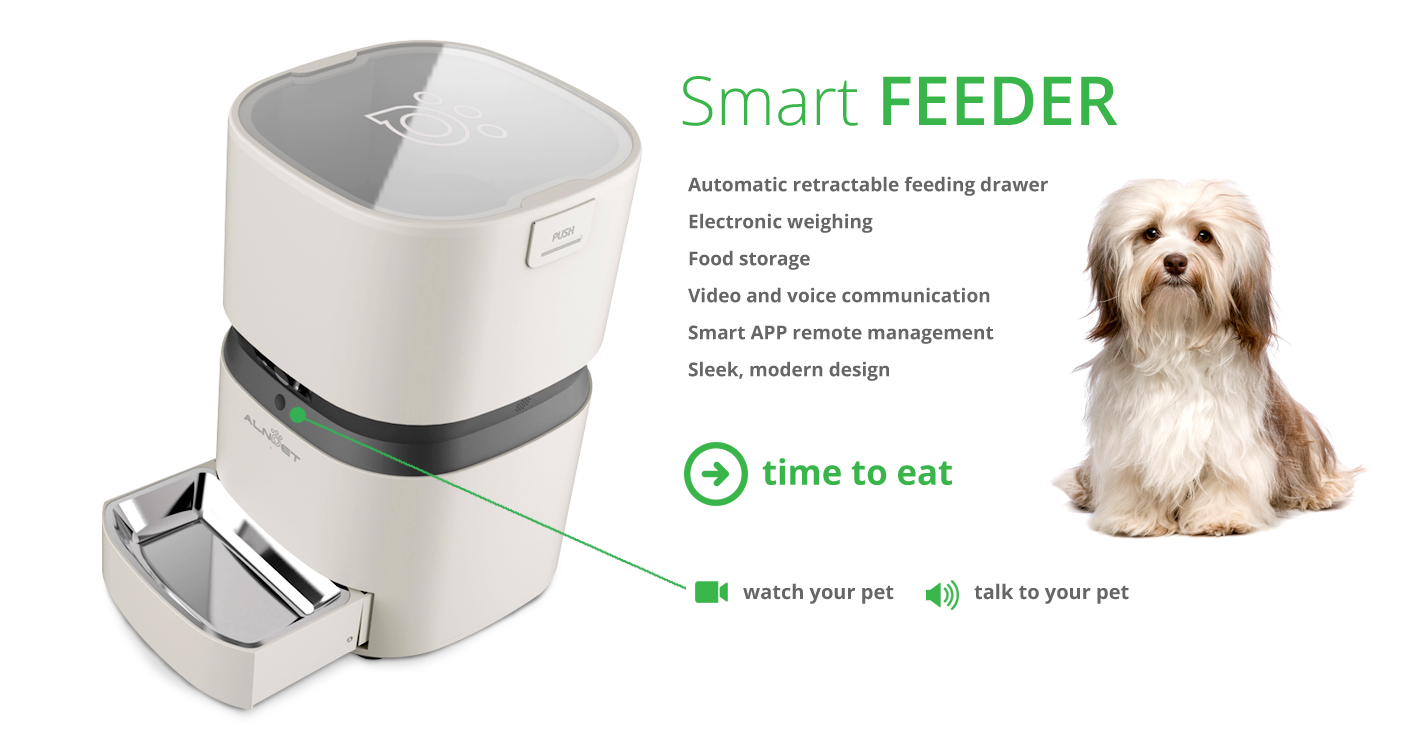 Smart FEEDER
Automatic retractable feeding drawer
Electronic weighing
Food storage
Video and voice communication
Smart APP remote management
Sleek, modern design
time to eat
watch your pet
talk to your pet
PUSH